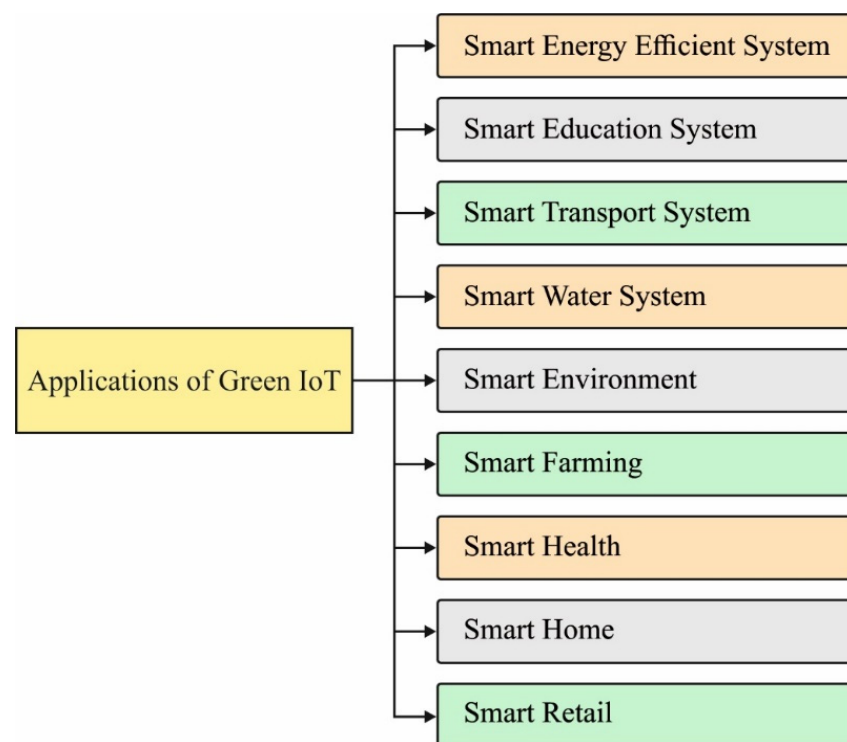 Smart Energy Efficient System
Smart Education System
Smart Transport System
Smart Water System
Applications of Green IoT
Smart Environment
Smart Farming
Smart Health
Smart Home
Smart Retail